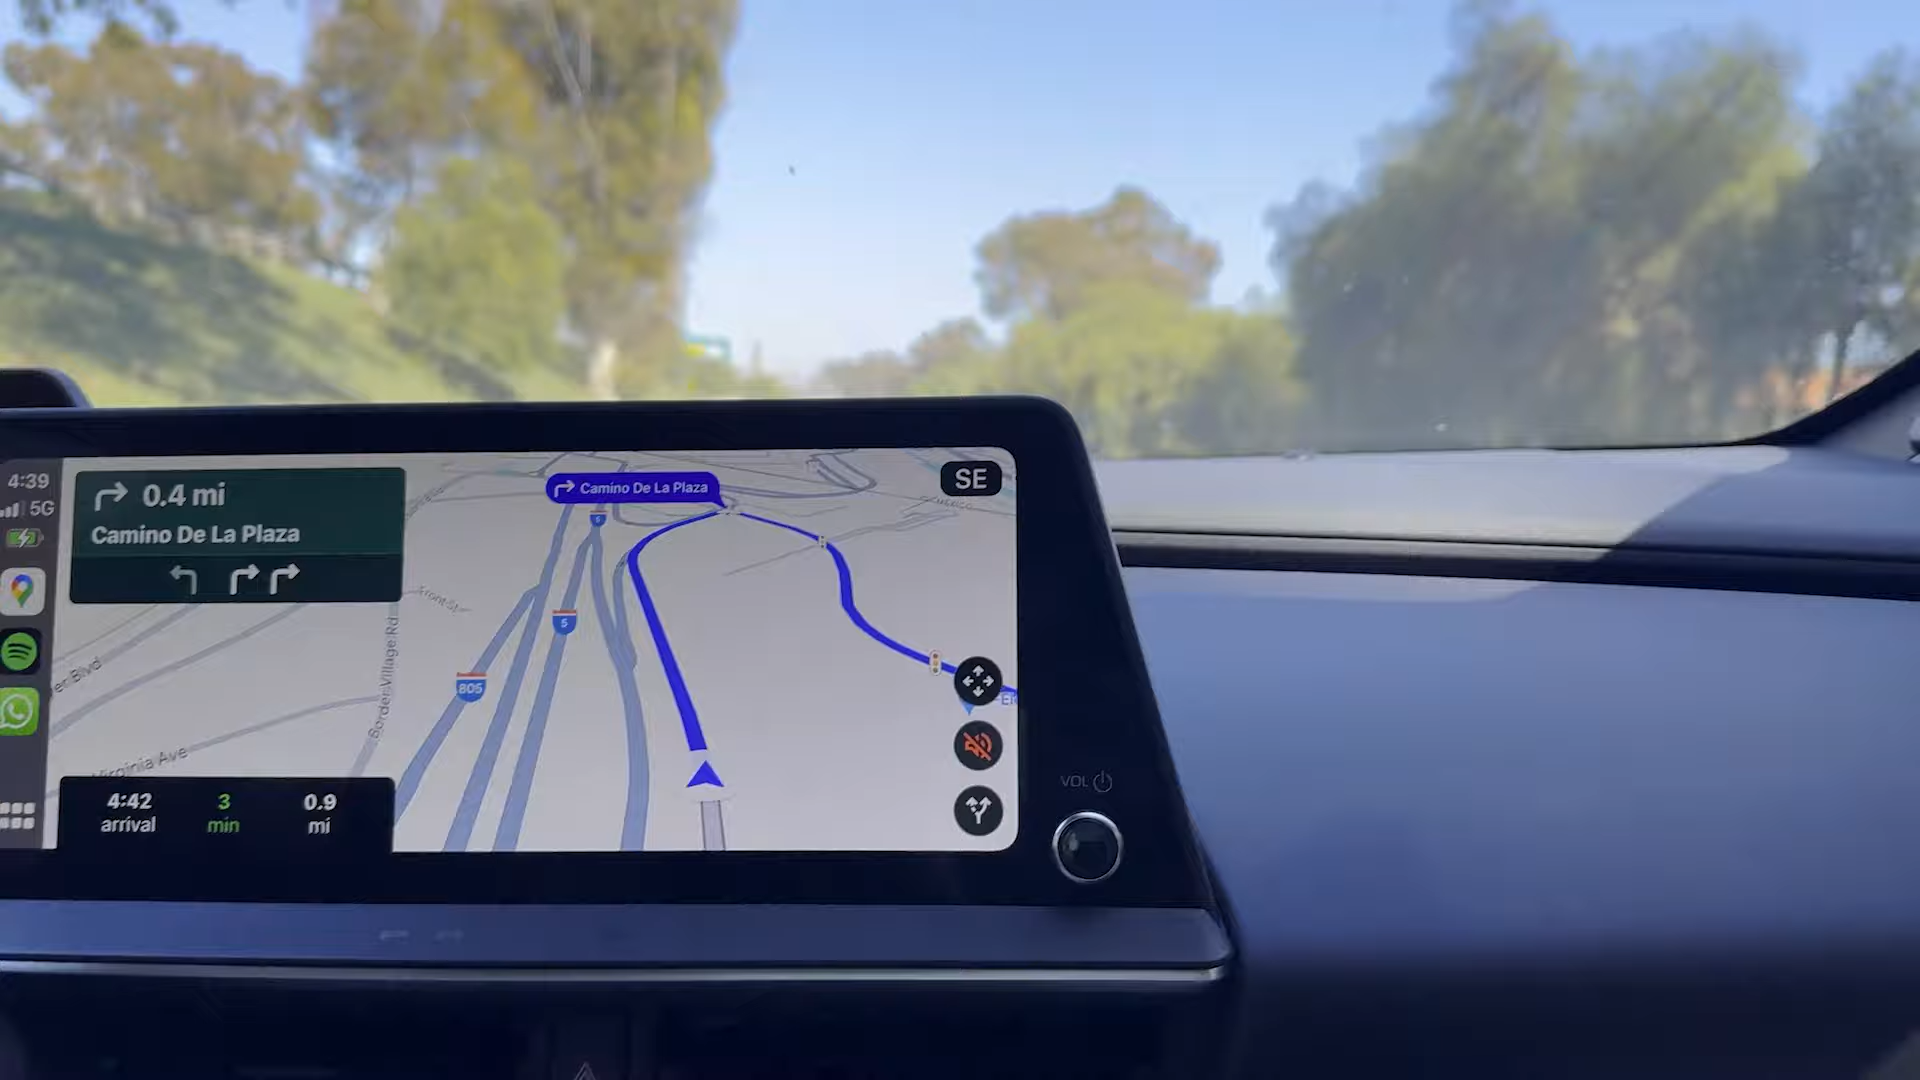 4:39
5G
0.4 mi
Camino De La Plaza
Camino De La Plaza
SE
5
5
805
Front St
Border Village Rd
Virginia Ave
4:42
arrival
3
min
0.9
mi
VOL